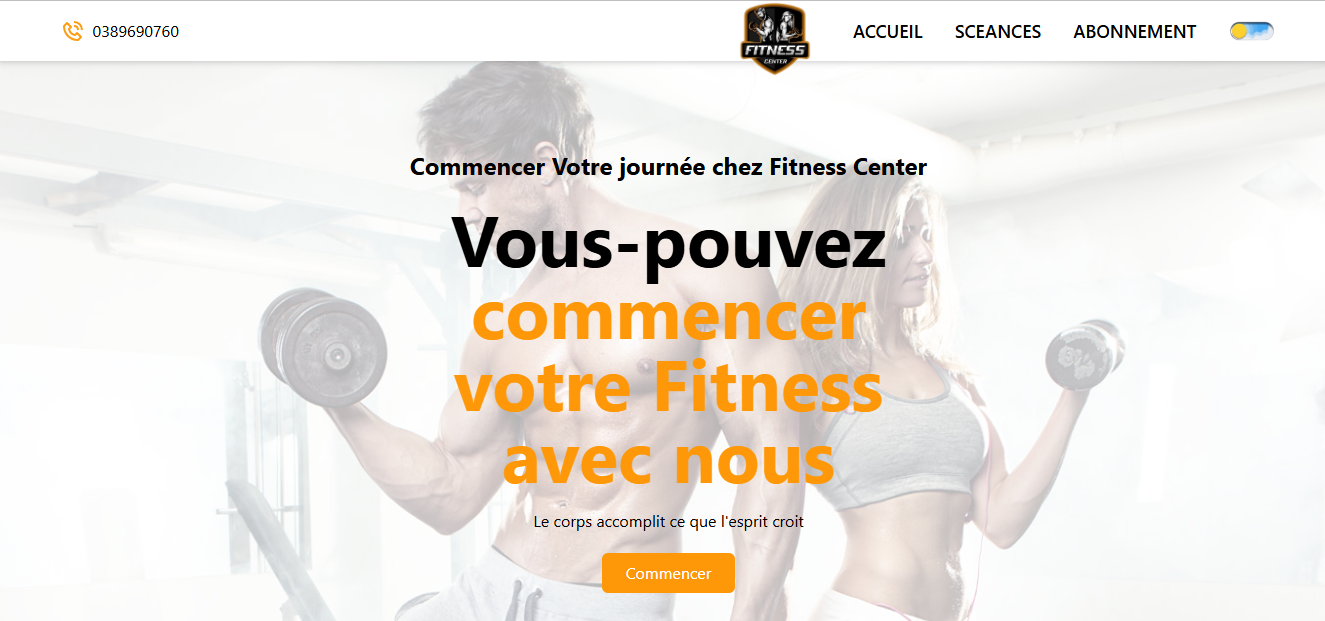 0389690760
FITNESS
CENTER
ACCUEIL
SCEANCES
ABONNEMENT
Commencer Votre journée chez Fitness Center
Vous-pouvez
commencer
votre Fitness
avec nous
Le corps accomplit ce que l'esprit croit
Commencer